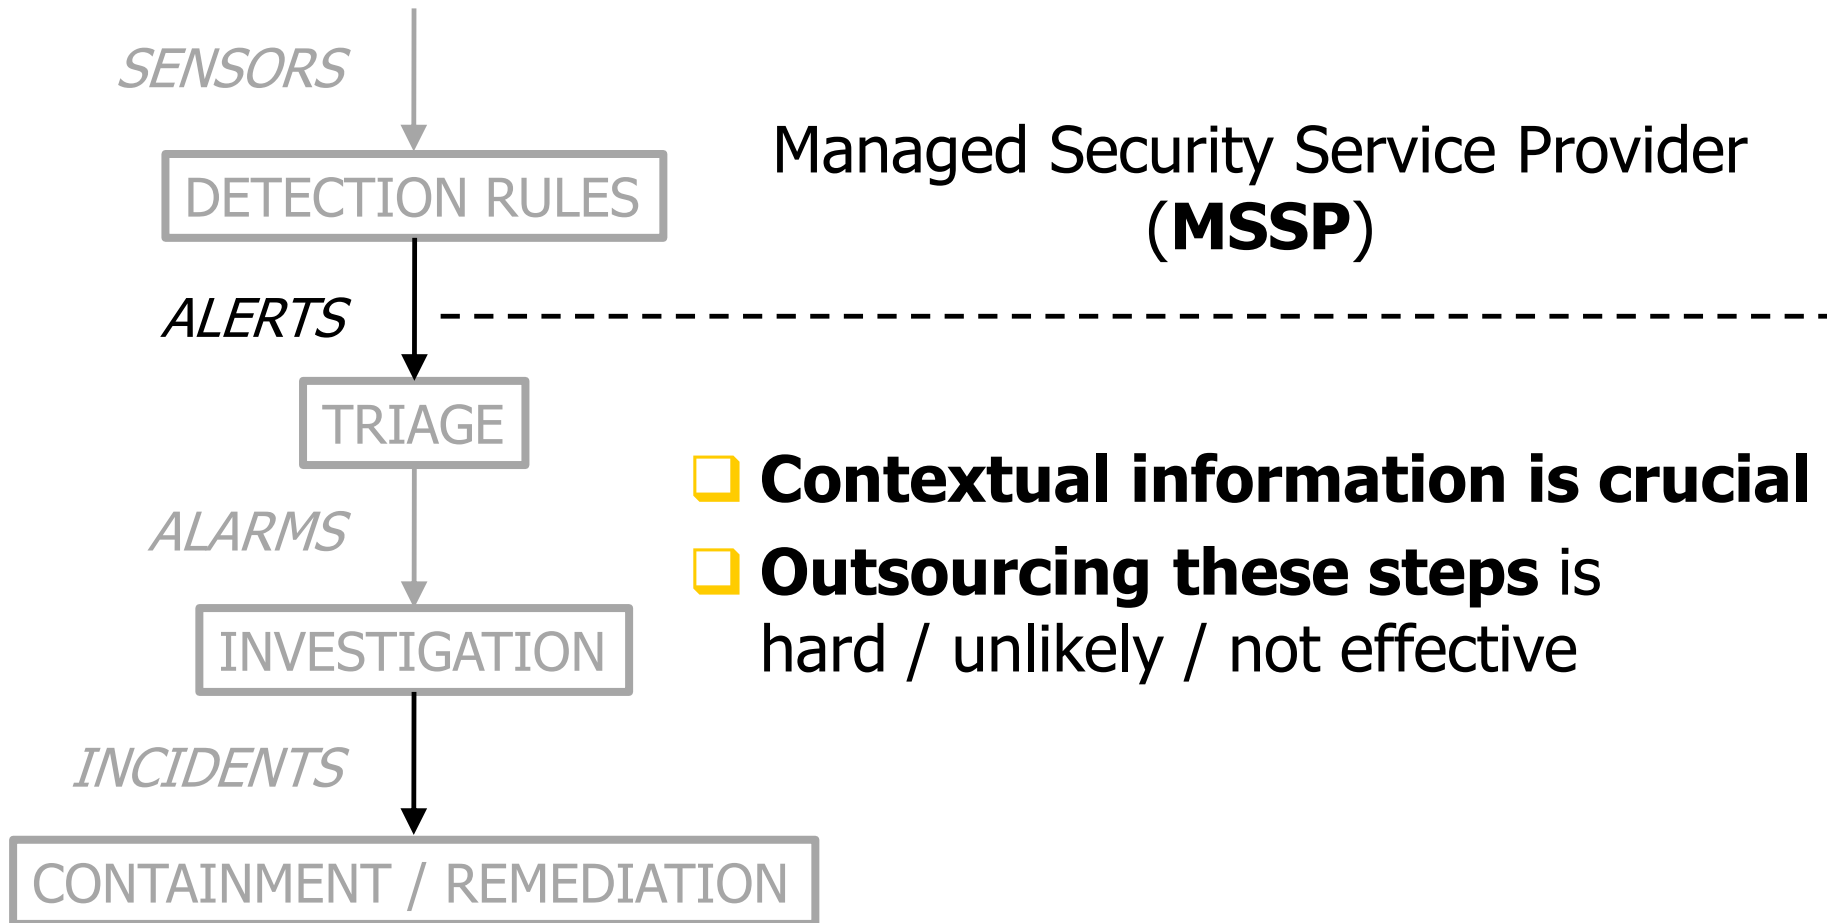 SENSORS
DETECTION RULES
Managed Security Service Provider
(MSSP)
ALERTS
TRIAGE
Contextual information is crucial
ALARMS
Outsourcing these steps is
hard / unlikely / not effective
INVESTIGATION
INCIDENTS
CONTAINMENT / REMEDIATION